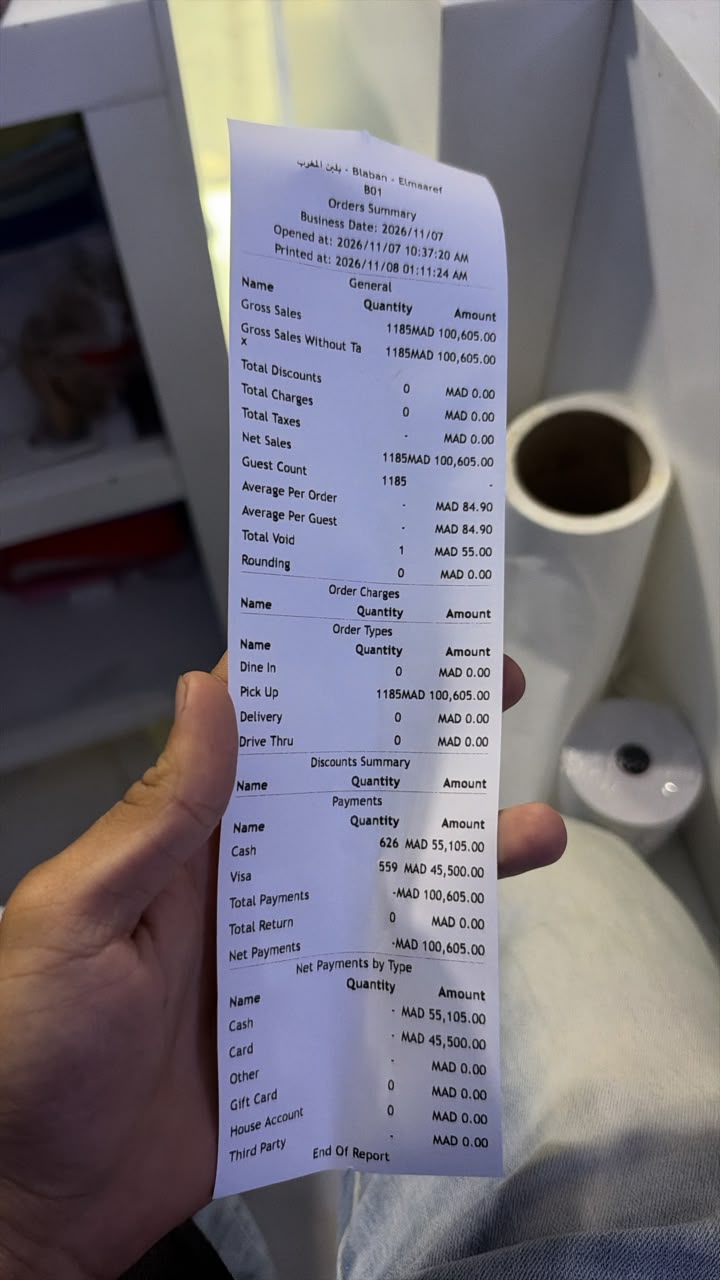 بلبن المغرب - Blaban - Elmaaref
B01
Orders Summary
Business Date: 2026/11/07
Opened at: 2026/11/07 10:37:20 AM
Printed at: 2026/11/08 01:11:24 AM
General
Name Quantity Amount
Gross Sales 1185MAD 100,605.00
Gross Sales Without Ta
x 1185MAD 100,605.00
Total Discounts 0 MAD 0.00
Total Charges 0 MAD 0.00
Total Taxes - MAD 0.00
Net Sales 1185MAD 100,605.00
Guest Count 1185 -
Average Per Order - MAD 84.90
Average Per Guest - MAD 84.90
Total Void 1 MAD 55.00
Rounding 0 MAD 0.00
Order Charges
Name Quantity Amount
Order Types
Name Quantity Amount
Dine In 0 MAD 0.00
Pick Up 1185MAD 100,605.00
Delivery 0 MAD 0.00
Drive Thru 0 MAD 0.00
Discounts Summary
Name Quantity Amount
Payments
Name Quantity Amount
Cash 626 MAD 55,105.00
Visa 559 MAD 45,500.00
Total Payments -MAD 100,605.00
Total Return 0 MAD 0.00
Net Payments -MAD 100,605.00
Net Payments by Type
Name Quantity Amount
Cash - MAD 55,105.00
Card - MAD 45,500.00
Other - MAD 0.00
Gift Card 0 MAD 0.00
House Account 0 MAD 0.00
Third Party - MAD 0.00
End Of Report